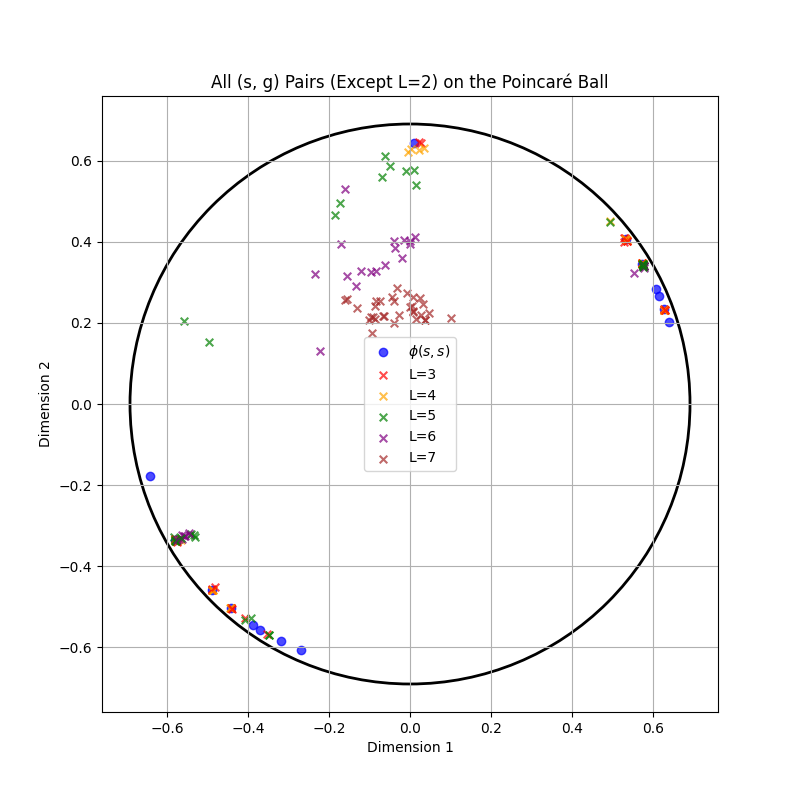 All (s, g) Pairs (Except L=2) on the Poincaré Ball
0.6
0.4
0.2
0.0
−0.2
−0.4
−0.6
Dimension 2
ϕ(s, s)
L=3
L=4
L=5
L=6
L=7
−0.6 −0.4 −0.2 0.0 0.2 0.4 0.6
Dimension 1